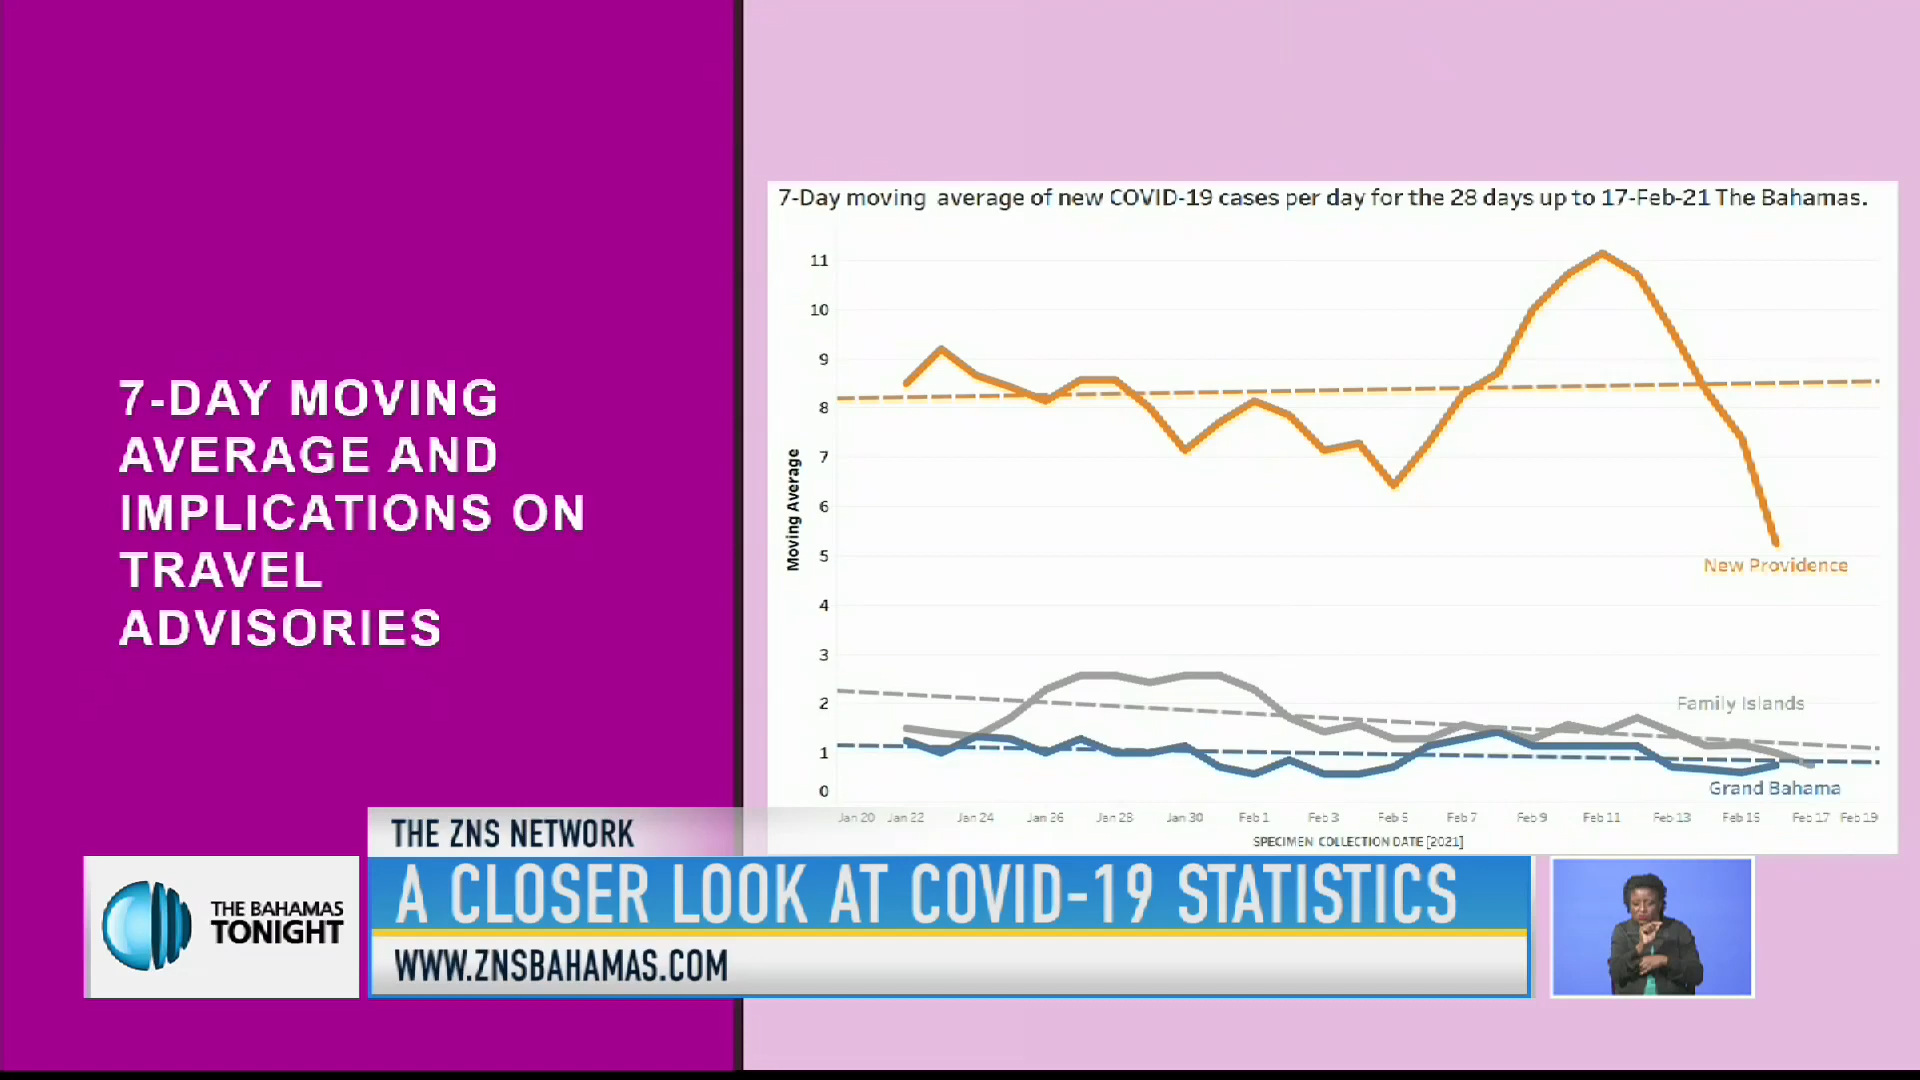 7-DAY MOVING
AVERAGE AND
IMPLICATIONS ON
TRAVEL
ADVISORIES
7-Day moving average of new COVID-19 cases per day for the 28 days up to 17-Feb-21 The Bahamas.
11
10
9
8
7
6
5
4
3
2
1
0
Moving Average
New Providence
Family Islands
Grand Bahama
Jan 20 Jan 22 Jan 24 Jan 26 Jan 28 Jan 30 Feb 1 Feb 3 Feb 5 Feb 7 Feb 9 Feb 11 Feb 13 Feb 15 Feb 17 Feb 19
SPECIMEN COLLECTION DATE [2021]
THE ZNS NETWORK
A CLOSER LOOK AT COVID-19 STATISTICS
WWW.ZNSBAHAMAS.COM
THE BAHAMAS
TONIGHT